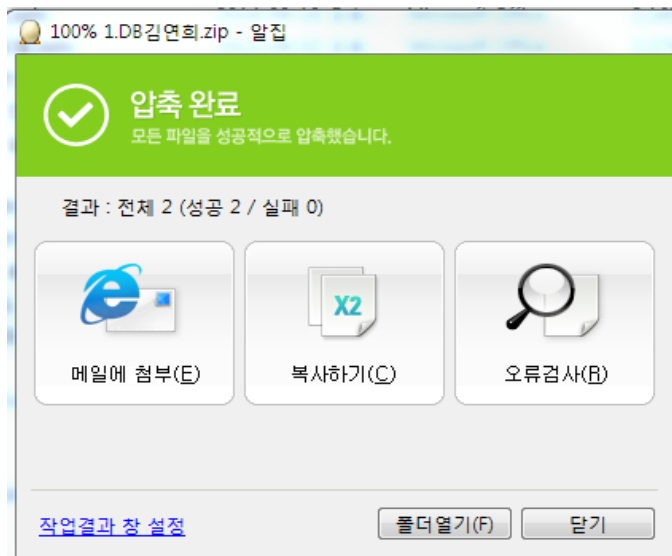 100% 1.DB김연희.zip - 알집
압축 완료
모든 파일을 성공적으로 압축했습니다.
결과 : 전체 2 (성공 2 / 실패 0)
X2
메일에 첨부(E)
복사하기(C)
오류검사(R)
작업결과 창 설정
폴더열기(F)
닫기